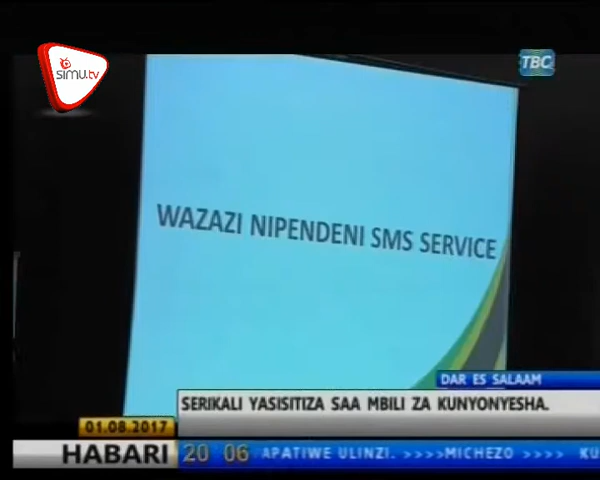 SIMU.tv
TBC
WAZAZI NIPENDENI SMS SERVICE
DAR ES SALAAM
SERIKALI YASISITIZA SAA MBILI ZA KUNYONYESHA.
01.08.2017
HABARI 20 06 APATIWE ULINZI. >>>>MICHEZO >>>> KU